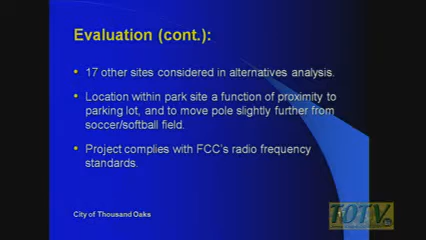 Evaluation (cont.):
• 17 other sites considered in alternatives analysis.
• Location within park site a function of proximity to
parking lot, and to move pole slightly further from
soccer/softball field.
• Project complies with FCC's radio frequency
standards.
City of Thousand Oaks
TOTV